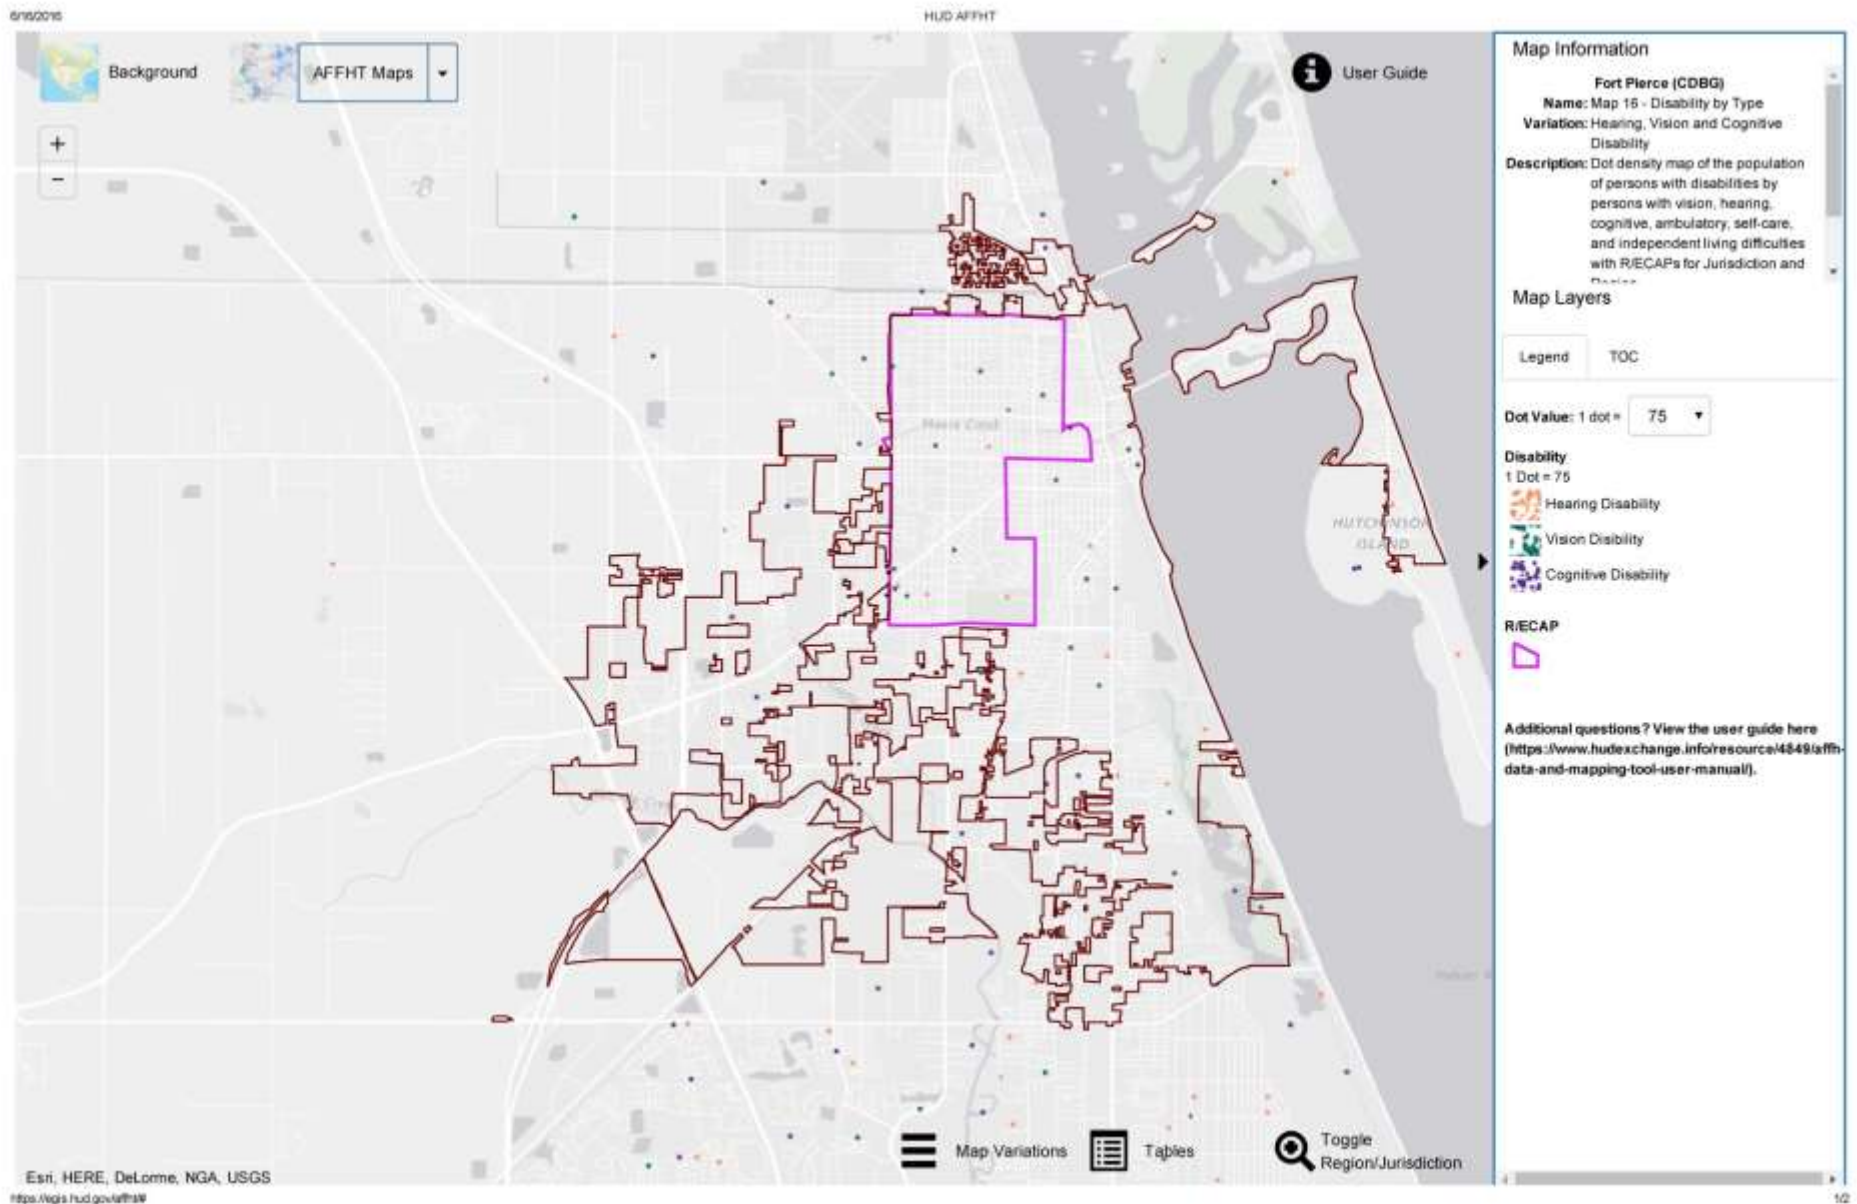 6/16/2016
HUD AFFHT
Background
AFFHT Maps
User Guide
+
−
HUTCHINSON
ISLAND
Map Variations
Tables
Toggle
Region/Jurisdiction
Esri, HERE, DeLorme, NGA, USGS
Map Information
Fort Pierce (CDBG)
Name: Map 16 - Disability by Type
Variation: Hearing, Vision and Cognitive
Disability
Description: Dot density map of the population
of persons with disabilities by
persons with vision, hearing,
cognitive, ambulatory, self-care,
and independent living difficulties
with R/ECAPs for Jurisdiction and
Map Layers
Legend TOC
Dot Value: 1 dot = 75
Disability
1 Dot = 75
Hearing Disability
Vision Disibility
Cognitive Disability
R/ECAP
Additional questions? View the user guide here
(https://www.hudexchange.info/resource/4849/affh-
data-and-mapping-tool-user-manual/).
https://egis.hud.gov/affht/#
1/2